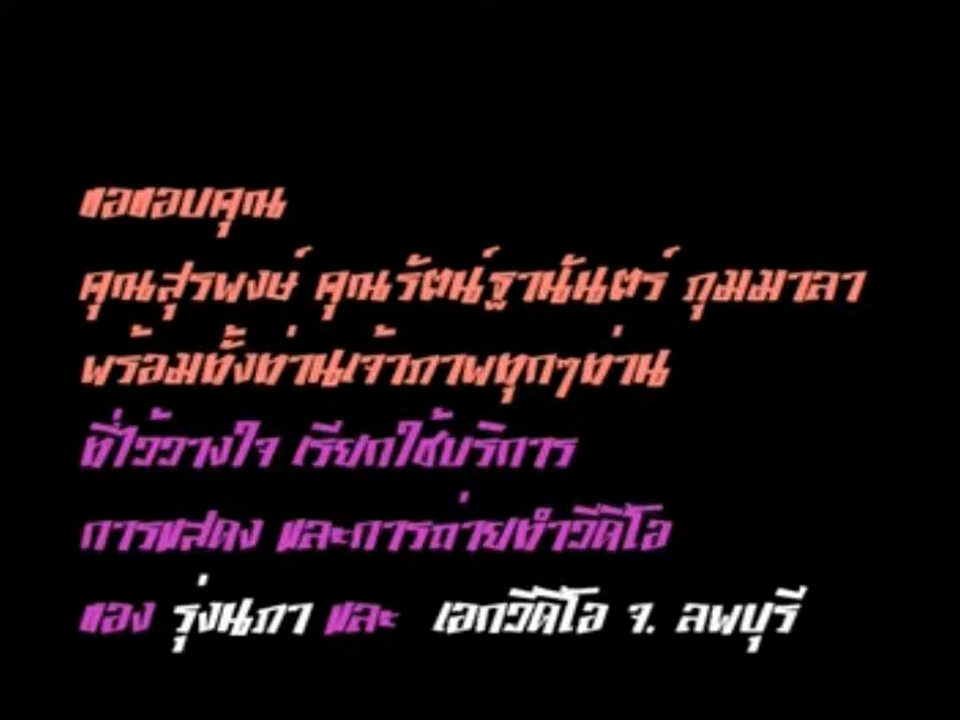 ขอขอบคุณ
คุณสุรพงษ์ คุณรัตน์ฐานันตร์ กุมมาลา
พร้อมทั้งท่านเจ้าภาพทุกๆท่าน
ที่ไว้วางใจ เรียกใช้บริการ
การแสดง และการถ่ายทำวีดิโอ
ของ รุ่งนภา และ เอกวีดิโอ จ. ลพบุรี